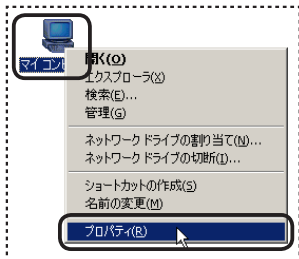 マイ コン
開く(O)
エクスプローラ(X)
検索(E)...
管理(G)
ネットワーク ドライブの割り当て(N)...
ネットワーク ドライブの切断(I)...
ショートカットの作成(S)
名前の変更(M)
プロパティ(R)